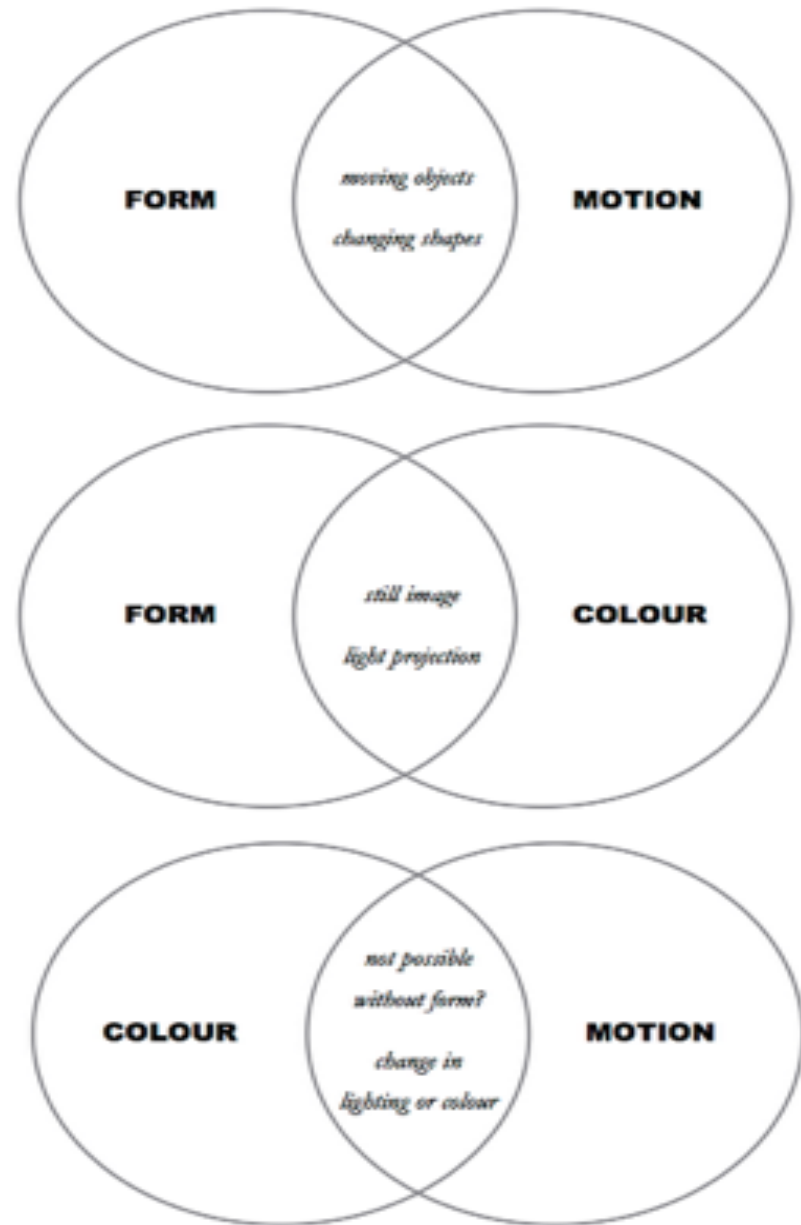 FORM
moving objects
changing shapes
MOTION
FORM
still image
light projection
COLOUR
COLOUR
not possible
without form?
change in
lighting or colour
MOTION